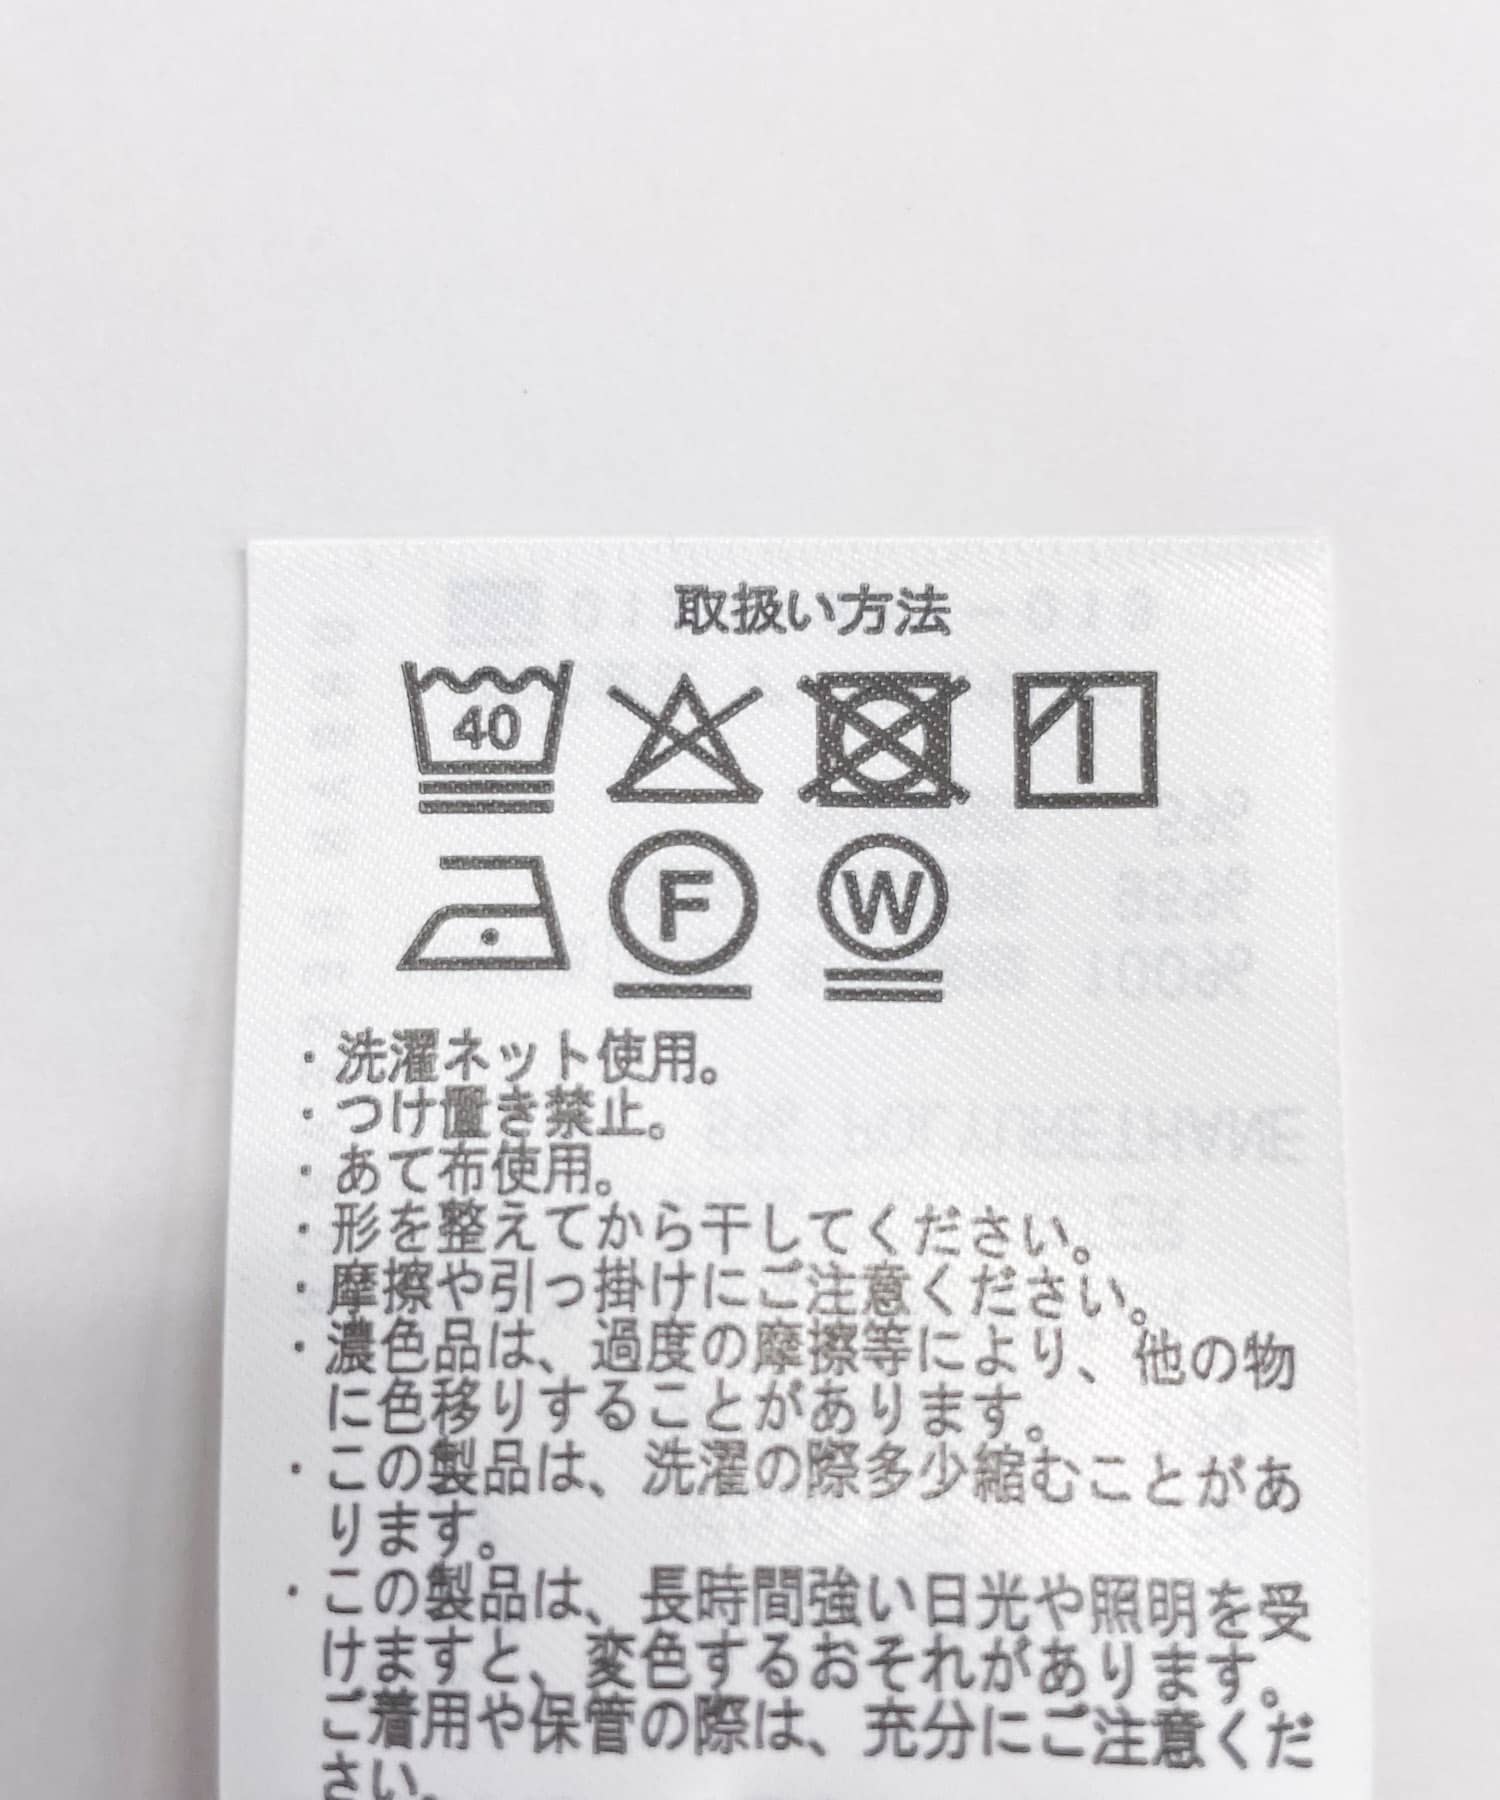 取扱い方法
40
F W
・洗濯ネット使用。
・つけ置き禁止。
・あて布使用。
・形を整えてから干してください。
・摩擦や引っ掛けにご注意ください。
・濃色品は、過度の摩擦等により、他の物
に色移りすることがあります。
・この製品は、洗濯の際多少縮むことがあ
ります。
・この製品は、長時間強い日光や照明を受
けますと、変色するおそれがあります。
ご着用や保管の際は、充分にご注意くだ
さい。